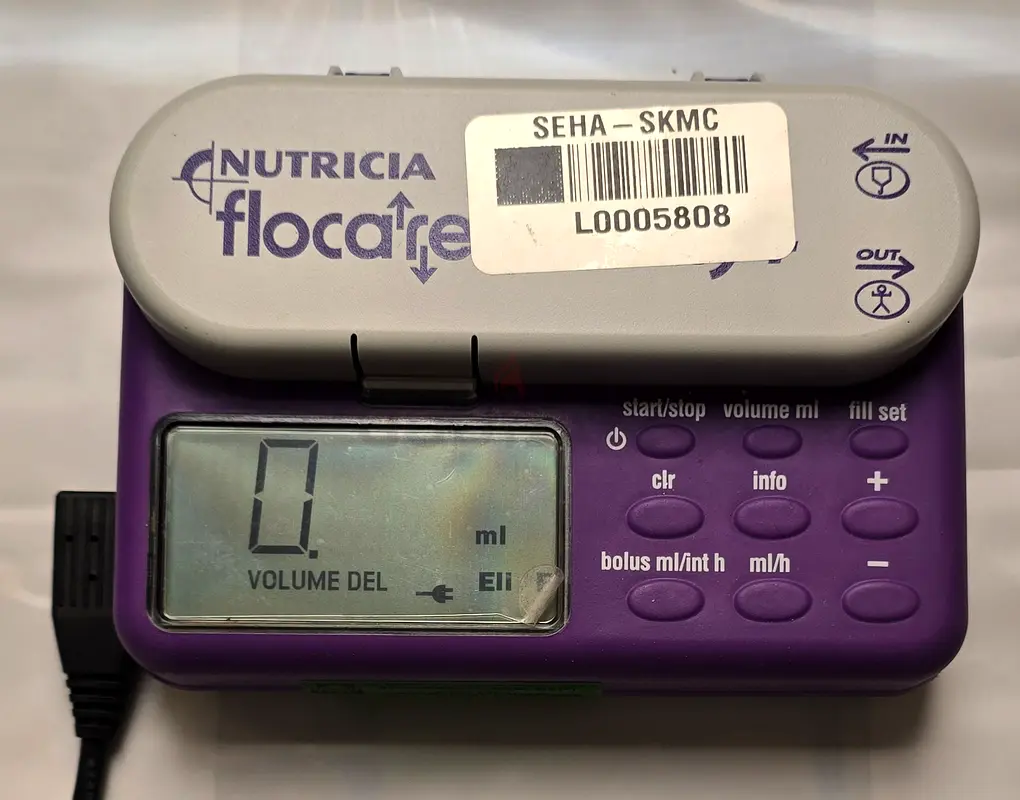 NUTRICIA
flocare
SEHA – SKMC
L0005808
IN
OUT
start/stop volume ml fill set
clr info +
bolus ml/int h ml/h –
0.
ml
VOLUME DEL Eli